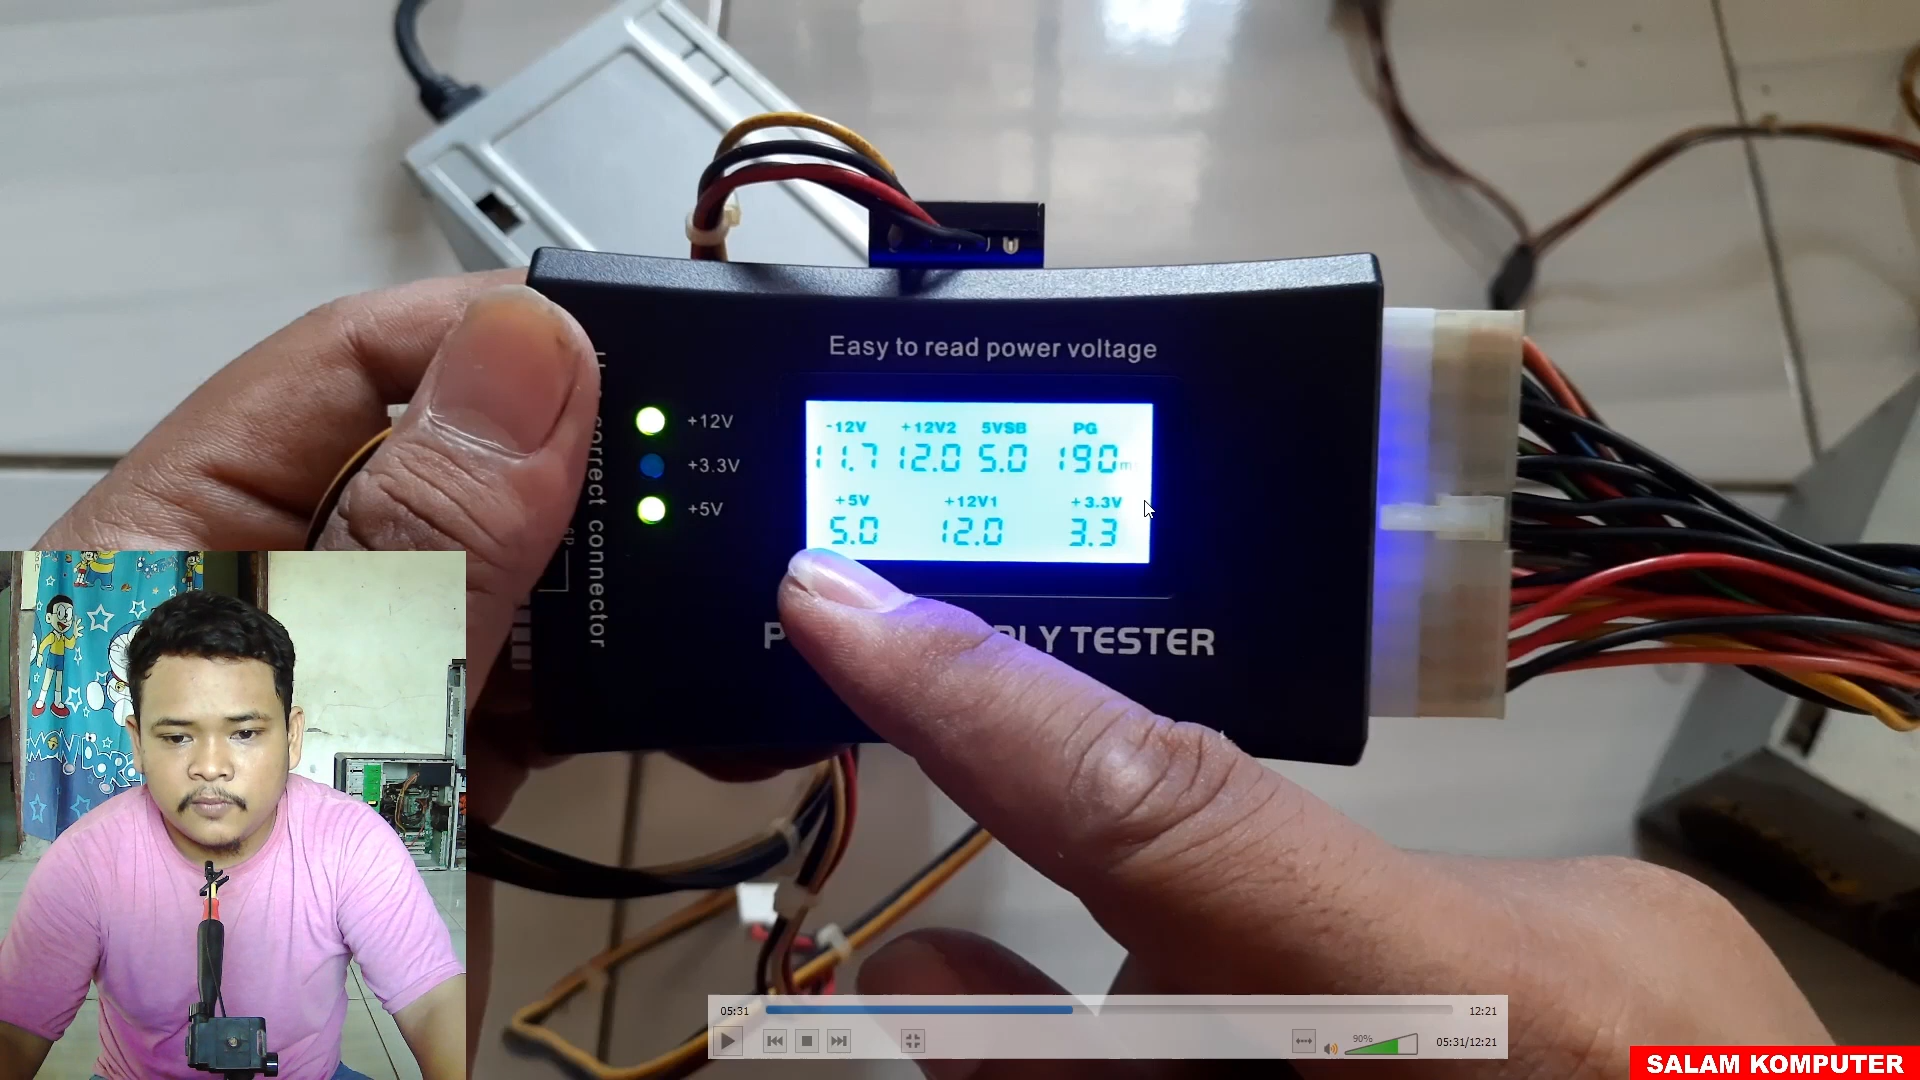 Easy to read power voltage
+12V
+3.3V
+5V
-12V +12V2 5VSB PG
11.7 12.0 5.0 190
+5V +12V1 +3.3V
5.0 12.0 3.3
correct connector
TESTER
05:31 12:21
90%
05:31/12:21
SALAM KOMPUTER